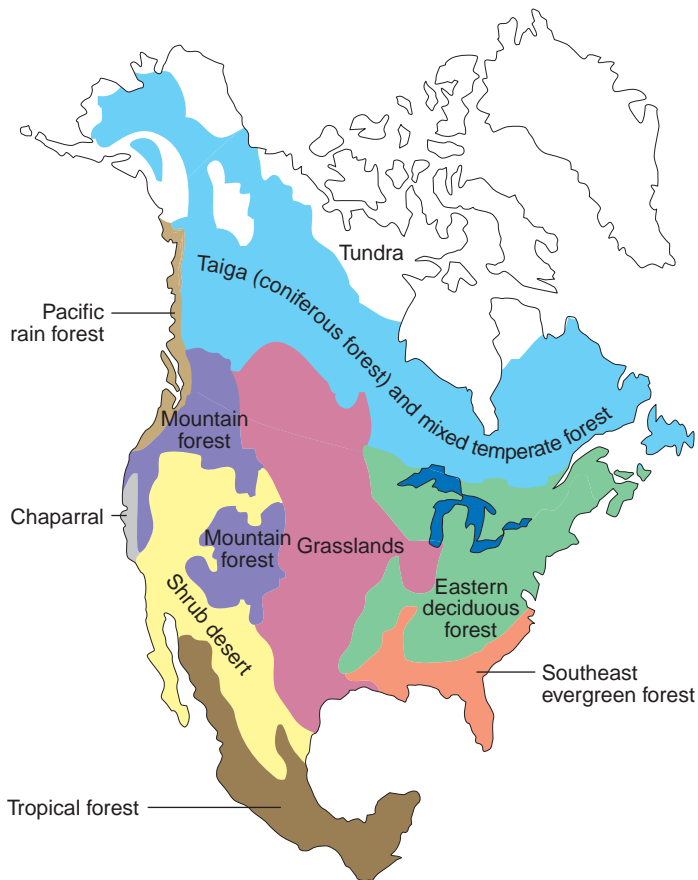 Tundra
Taiga (coniferous forest) and mixed temperate forest
Pacific
rain forest
Mountain
forest
Chaparral
Mountain
forest
Grasslands
Shrub desert
Eastern
deciduous
forest
Southeast
evergreen forest
Tropical forest